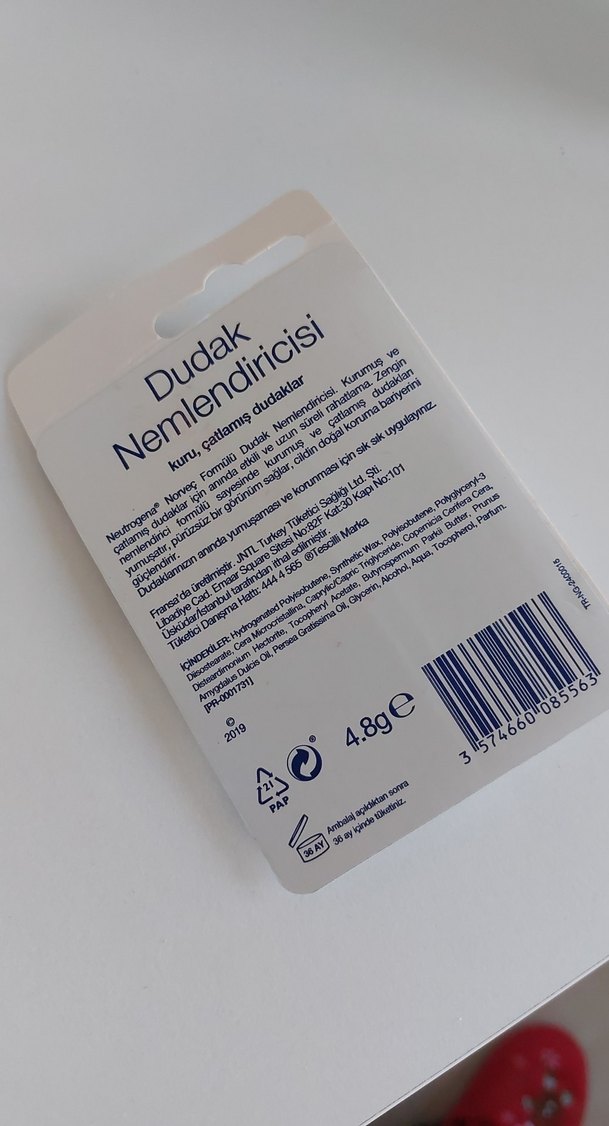 Dudak
Nemlendiricisi
kuru, çatlamış dudaklar
Neutrogena® Norveç Formülü Dudak Nemlendiricisi. Kurumuş ve
çatlamış dudaklar için anında etkili ve uzun süreli rahatlatma. Zengin
nemlendirici formülü sayesinde kurumuş ve çatlamış dudakları
yumuşatır, pürüzsüz bir görünüm sağlar, cildin doğal koruma bariyerini
güçlendirir.
Dudaklarınızın anında yumuşaması ve korunması için sık sık uygulayınız.
Fransa'da üretilmiştir. JNTL Turkey Tüketici Sağlığı Ltd. Şti.
Libadiye Cad. Emaar Square Sitesi No:82F Kat:30 Kapı No:101
Üsküdar/İstanbul tarafından ithal edilmiştir.
Tüketici Danışma Hattı: 444 4 565 ®Tescilli Marka
İÇİNDEKİLER: Hydrogenated Polyisobutene, Synthetic Wax, Polyisobutene, Polyglyceryl-3
Diisostearate, Cera Microcristallina, Caprylic/Capric Triglyceride, Copernicia Cerifera Cera,
Disteardimonium Hectorite, Tocopheryl Acetate, Butyrospermum Parkii Butter, Prunus
Amygdalus Dulcis Oil, Persea Gratissima Oil, Glycerin, Alcohol, Aqua, Tocopherol, Parfum.
[PR-0001731]
TR-NG-2400018
©
2019
21
PAP
®
4.8g℮
3 574660 085563
36 AY
Ambalaj açıldıktan sonra
36 ay içinde tüketiniz.